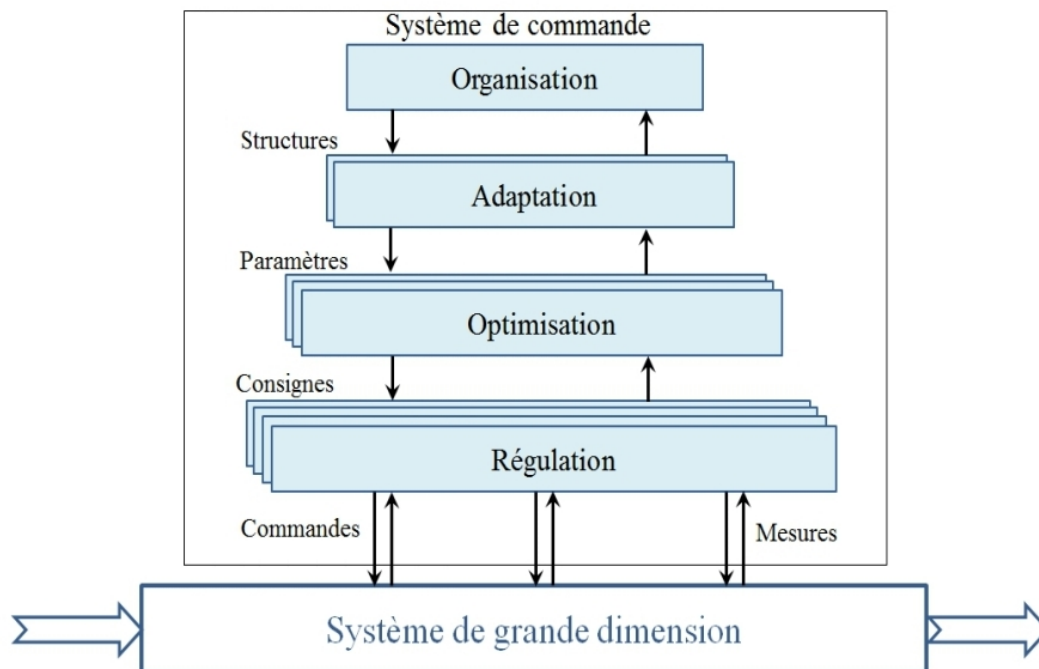 Système de commande
Organisation
Structures
Adaptation
Paramètres
Optimisation
Consignes
Régulation
Commandes
Mesures
Système de grande dimension